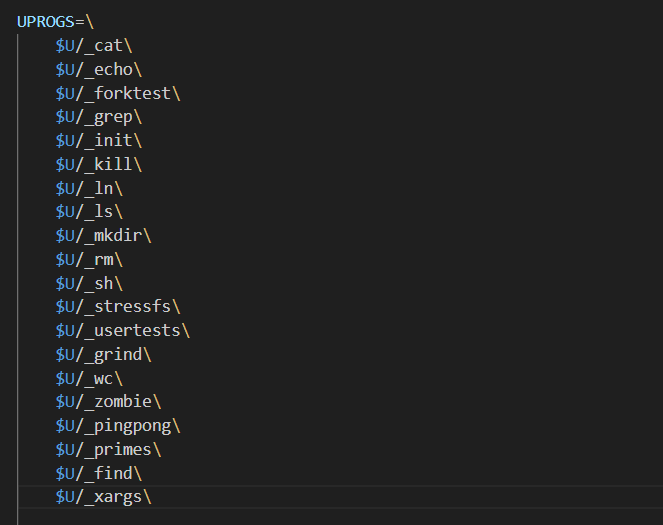 UPROGS=\
$U/_cat\
$U/_echo\
$U/_forktest\
$U/_grep\
$U/_init\
$U/_kill\
$U/_ln\
$U/_ls\
$U/_mkdir\
$U/_rm\
$U/_sh\
$U/_stressfs\
$U/_usertests\
$U/_grind\
$U/_wc\
$U/_zombie\
$U/_pingpong\
$U/_primes\
$U/_find\
$U/_xargs\